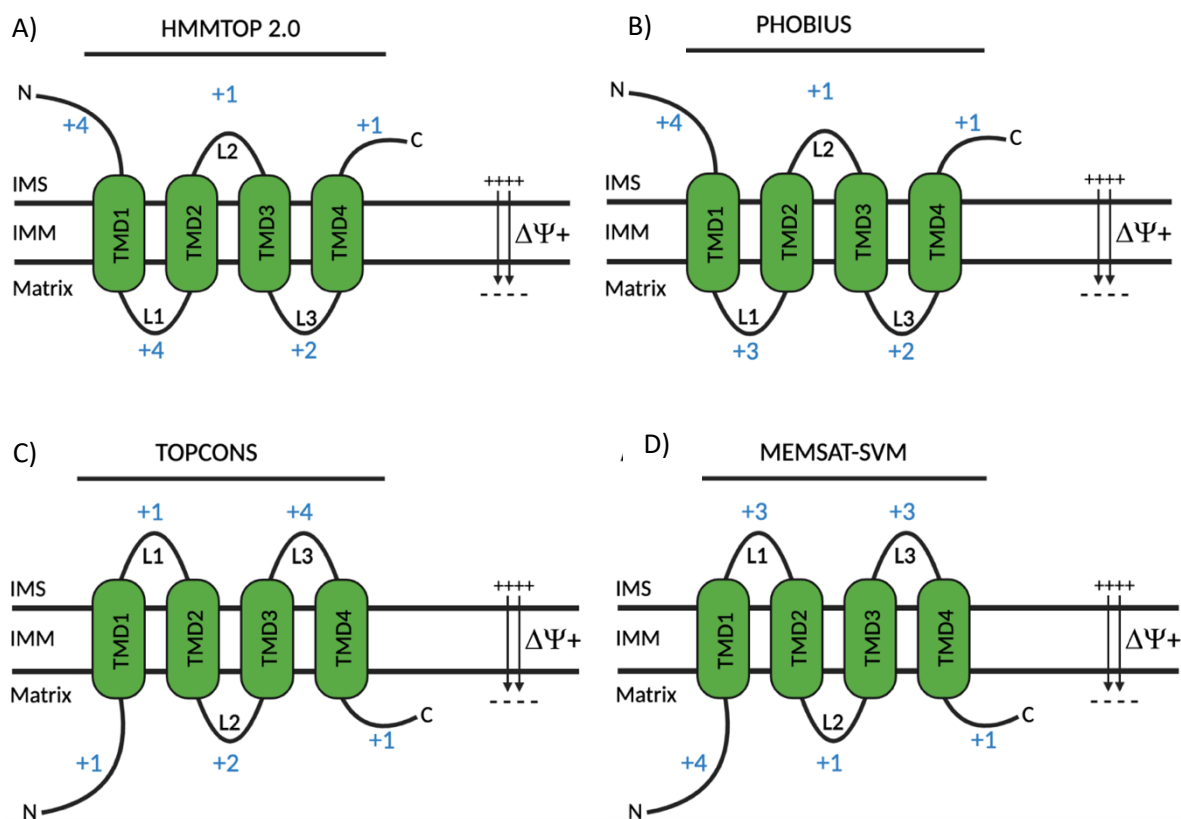 A)
HMMTOP 2.0
N
+4
+1
+1
C
L2
IMS
++++
TMD1
TMD2
TMD3
TMD4
IMM
ΔΨ+
Matrix
- - - -
L1
L3
+4
+2
B)
PHOBIUS
N
+4
+1
+1
C
L2
IMS
++++
TMD1
TMD2
TMD3
TMD4
IMM
ΔΨ+
Matrix
- - - -
L1
L3
+3
+2
C)
TOPCONS
+1
+4
L1
L3
IMS
++++
TMD1
TMD2
TMD3
TMD4
IMM
ΔΨ+
Matrix
- - - -
L2
C
+1
+2
+1
N
D)
MEMSAT-SVM
+3
+3
L1
L3
IMS
++++
TMD1
TMD2
TMD3
TMD4
IMM
ΔΨ+
Matrix
- - - -
L2
C
+4
+1
+1
N